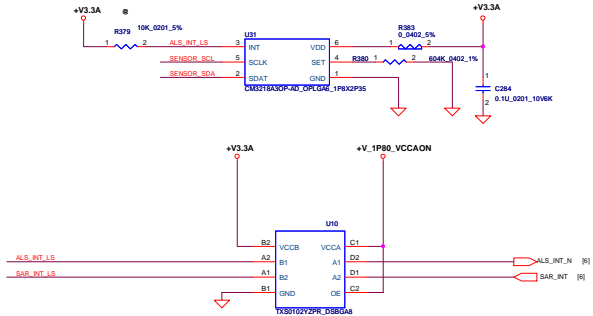 +V3.3A
@
R379
10K_0201_5%
1
2
ALS_INT_LS
SENSOR_SCL
SENSOR_SDA
U31
3
INT
VDD
6
5
SCLK
SET
4
2
SDAT
GND
1
CM3218A3OP-AD_OPLGA6_1P8X2P35
R383
0_0402_5%
1
2
R380
604K_0402_1%
1
2
+V3.3A
1
C284
0.1U_0201_10V6K
2
+V3.3A
+V_1P80_VCCAON
U10
B2
VCCB
VCCA
C1
ALS_INT_LS
A2
B1
A1
D2
ALS_INT_N
[6]
SAR_INT_LS
A1
B2
A2
D1
SAR_INT
[6]
B1
GND
OE
C2
TXS0102YZPR_DSBGA8